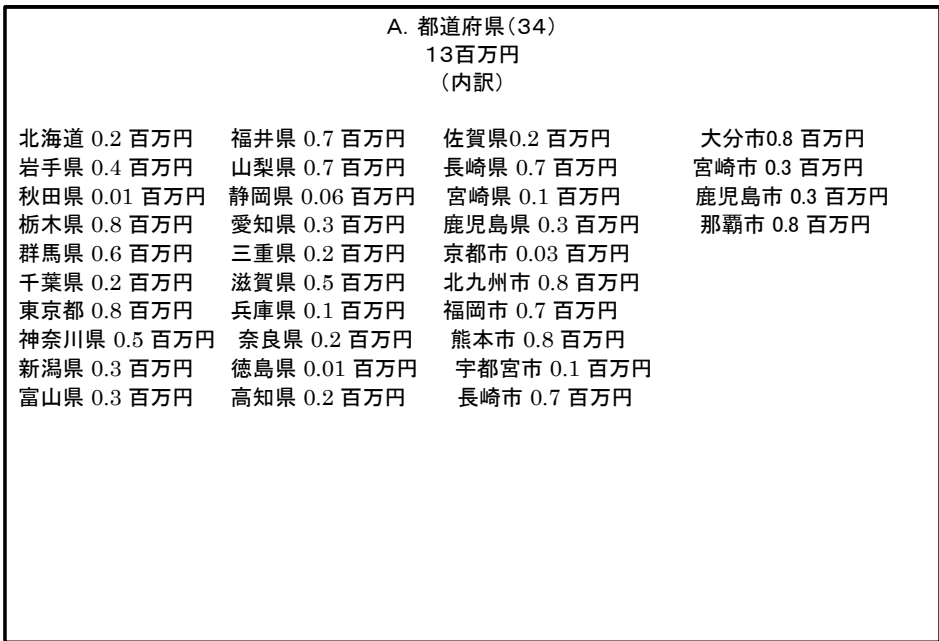 A. 都道府県(34)
13百万円
(内訳)
北海道 0.2 百万円 福井県 0.7 百万円 佐賀県0.2 百万円 大分市0.8 百万円
岩手県 0.4 百万円 山梨県 0.7 百万円 長崎県 0.7 百万円 宮崎市 0.3 百万円
秋田県 0.01 百万円 静岡県 0.06 百万円 宮崎県 0.1 百万円 鹿児島市 0.3 百万円
栃木県 0.8 百万円 愛知県 0.3 百万円 鹿児島県 0.3 百万円 那覇市 0.8 百万円
群馬県 0.6 百万円 三重県 0.2 百万円 京都市 0.03 百万円
千葉県 0.2 百万円 滋賀県 0.5 百万円 北九州市 0.8 百万円
東京都 0.8 百万円 兵庫県 0.1 百万円 福岡市 0.7 百万円
神奈川県 0.5 百万円 奈良県 0.2 百万円 熊本市 0.8 百万円
新潟県 0.3 百万円 徳島県 0.01 百万円 宇都宮市 0.1 百万円
富山県 0.3 百万円 高知県 0.2 百万円 長崎市 0.7 百万円